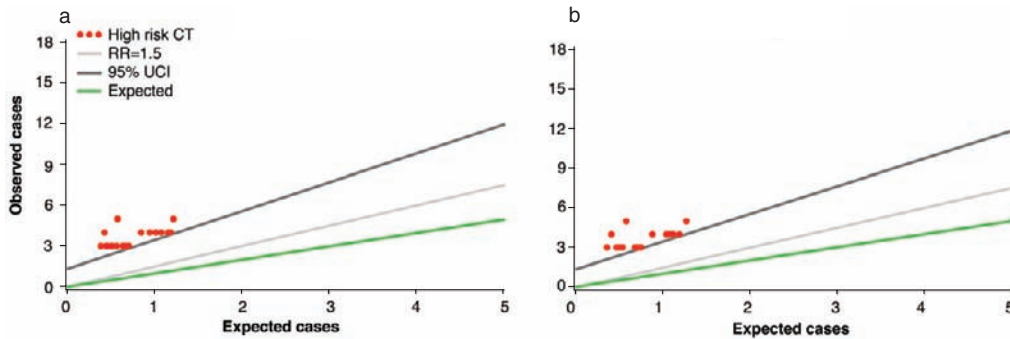 a
High risk CT
RR=1.5
95% UCI
Expected
18
15
12
9
6
3
0
Observed cases
0 1 2 3 4 5
Expected cases
b
18
15
12
9
6
3
0
0 1 2 3 4 5
Expected cases